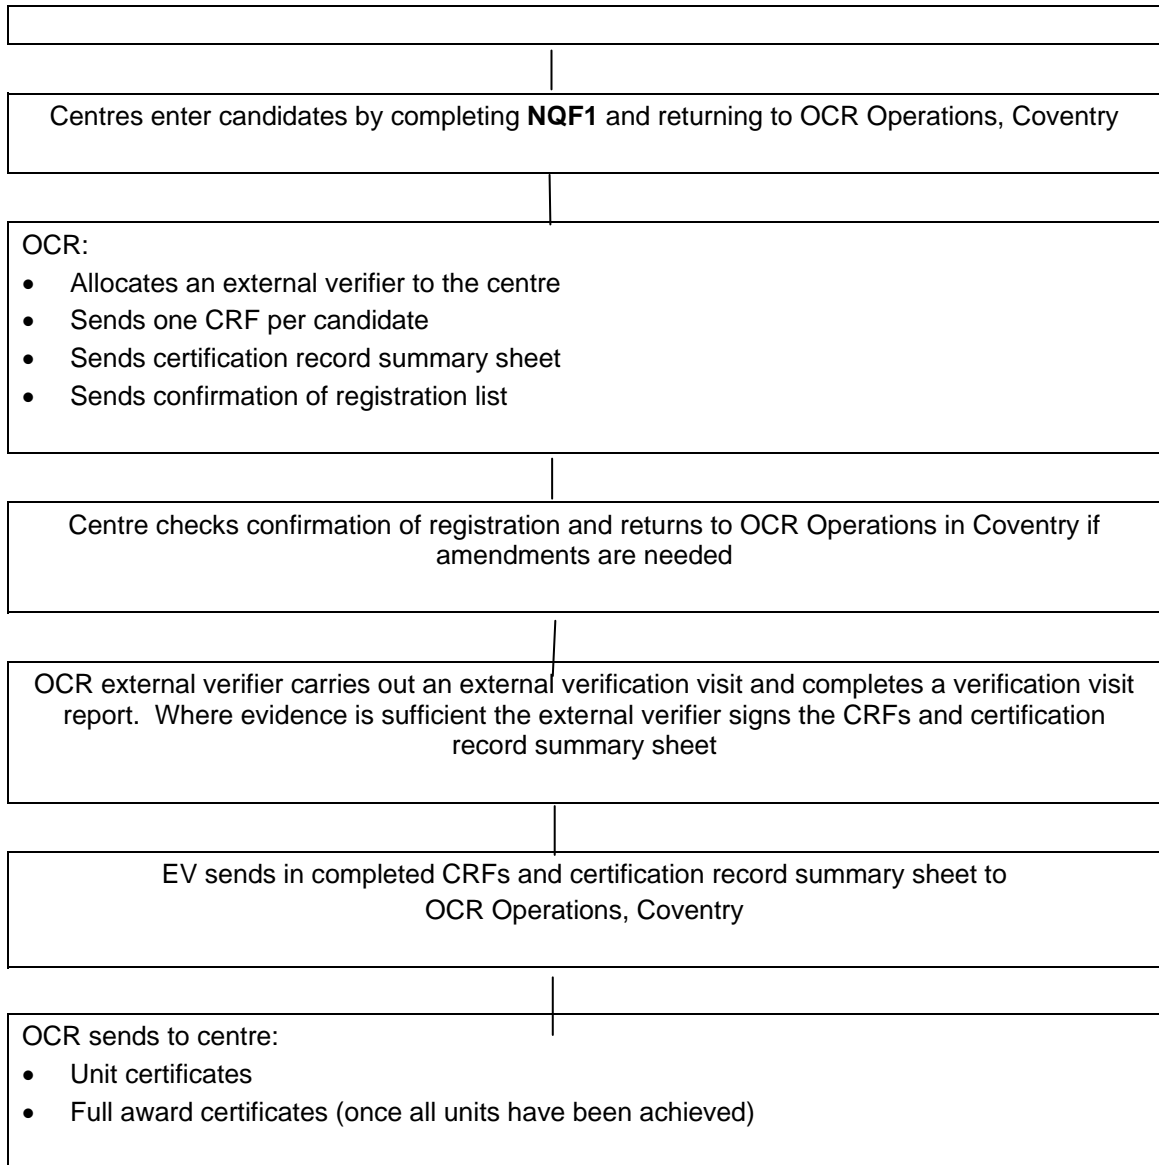 Centres enter candidates by completing NQF1 and returning to OCR Operations, Coventry
OCR:
• Allocates an external verifier to the centre
• Sends one CRF per candidate
• Sends certification record summary sheet
• Sends confirmation of registration list
Centre checks confirmation of registration and returns to OCR Operations in Coventry if
amendments are needed
OCR external verifier carries out an external verification visit and completes a verification visit
report.  Where evidence is sufficient the external verifier signs the CRFs and certification
record summary sheet
EV sends in completed CRFs and certification record summary sheet to
OCR Operations, Coventry
OCR sends to centre:
• Unit certificates
• Full award certificates (once all units have been achieved)